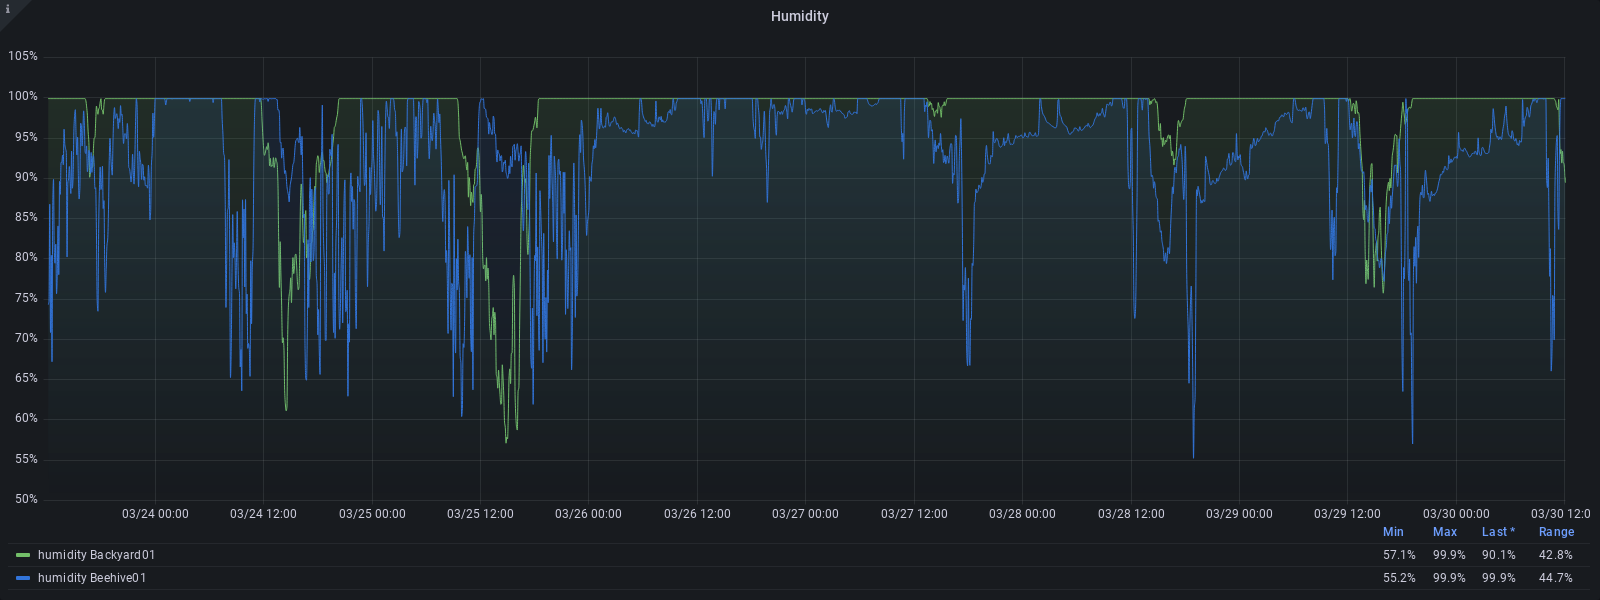 i
Humidity
105%
100%
95%
90%
85%
80%
75%
70%
65%
60%
55%
50%
03/24 00:00 03/24 12:00 03/25 00:00 03/25 12:00 03/26 00:00 03/26 12:00 03/27 00:00 03/27 12:00 03/28 00:00 03/28 12:00 03/29 00:00 03/29 12:00 03/30 00:00 03/30 12:0
Min Max Last * Range
humidity Backyard01 57.1% 99.9% 90.1% 42.8%
humidity Beehive01 55.2% 99.9% 99.9% 44.7%